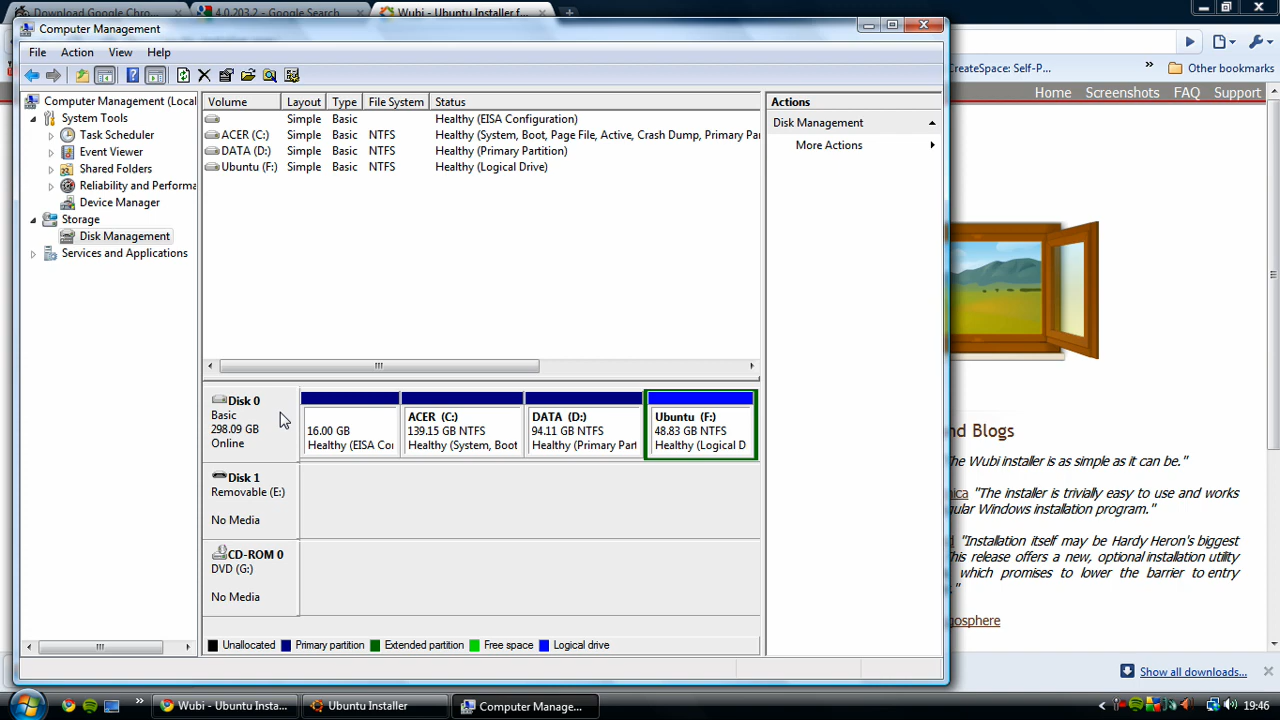 Download Google Chro
4.0.203.2 - Google Search
Wubi - Ubuntu Installer f
Computer Management
File Action View Help
CreateSpace: Self-P...
Other bookmarks
Home Screenshots FAQ Support
Computer Management (Local
System Tools
Task Scheduler
Event Viewer
Shared Folders
Reliability and Performa
Device Manager
Storage
Disk Management
Services and Applications
Volume Layout Type File System Status
Simple Basic Healthy (EISA Configuration)
ACER (C:) Simple Basic NTFS Healthy (System, Boot, Page File, Active, Crash Dump, Primary Pa
DATA (D:) Simple Basic NTFS Healthy (Primary Partition)
Ubuntu (F:) Simple Basic NTFS Healthy (Logical Drive)
Actions
Disk Management
More Actions
Disk 0
Basic
298.09 GB
Online
16.00 GB
Healthy (EISA Co
ACER (C:)
139.15 GB NTFS
Healthy (System, Boot
DATA (D:)
94.11 GB NTFS
Healthy (Primary Part
Ubuntu (F:)
48.83 GB NTFS
Healthy (Logical D
Disk 1
Removable (E:)
No Media
CD-ROM 0
DVD (G:)
No Media
Unallocated Primary partition Extended partition Free space Logical drive
nd Blogs
The Wubi installer is as simple as it can be."
ica "The installer is trivially easy to use and works
gular Windows installation program."
"Installation itself may be Hardy Heron's biggest
his release offers a new, optional installation utility
which promises to lower the barrier to entry
."
gosphere
Show all downloads...
Wubi - Ubuntu Insta...
Ubuntu Installer
Computer Manage...
19:46